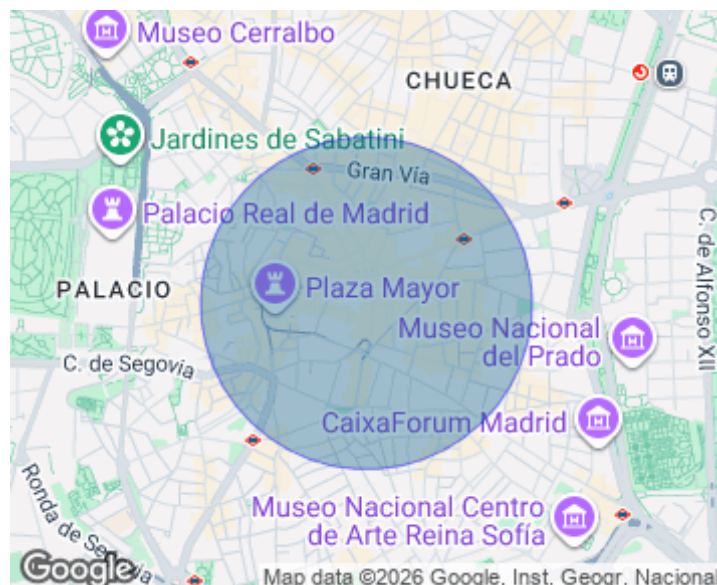 Museo Cerralbo
CHUECA
Jardines de Sabatini
Gran Vía
Palacio Real de Madrid
C. de Alfonso XII
PALACIO
Plaza Mayor
Museo Nacional
del Prado
C. de Segovia
CaixaForum Madrid
Ronda de Segovia
Museo Nacional Centro
de Arte Reina Sofía
Google
Map data ©2026 Google, Inst. Geogr. Nacional